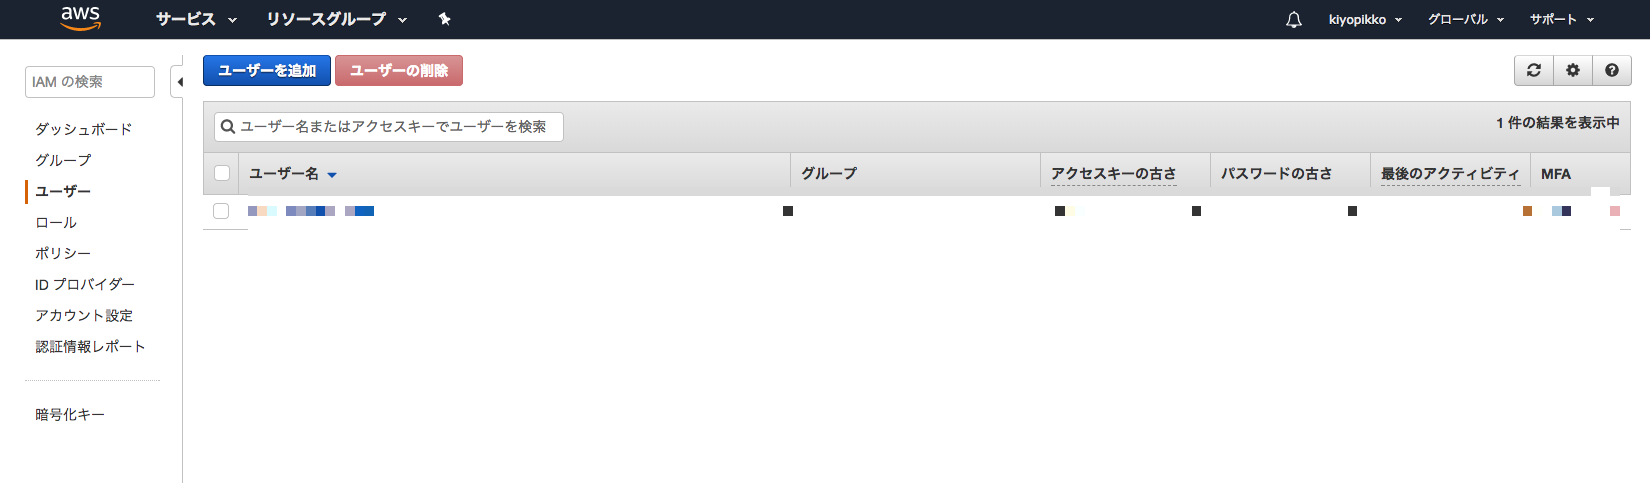 aws サービス リソースグループ kiyopikko グローバル サポート
IAM の検索
ダッシュボード
グループ
ユーザー
ロール
ポリシー
ID プロバイダー
アカウント設定
認証情報レポート
暗号化キー
ユーザーを追加 ユーザーの削除
ユーザー名またはアクセスキーでユーザーを検索 1 件の結果を表示中
ユーザー名 グループ アクセスキーの古さ パスワードの古さ 最後のアクティビティ MFA